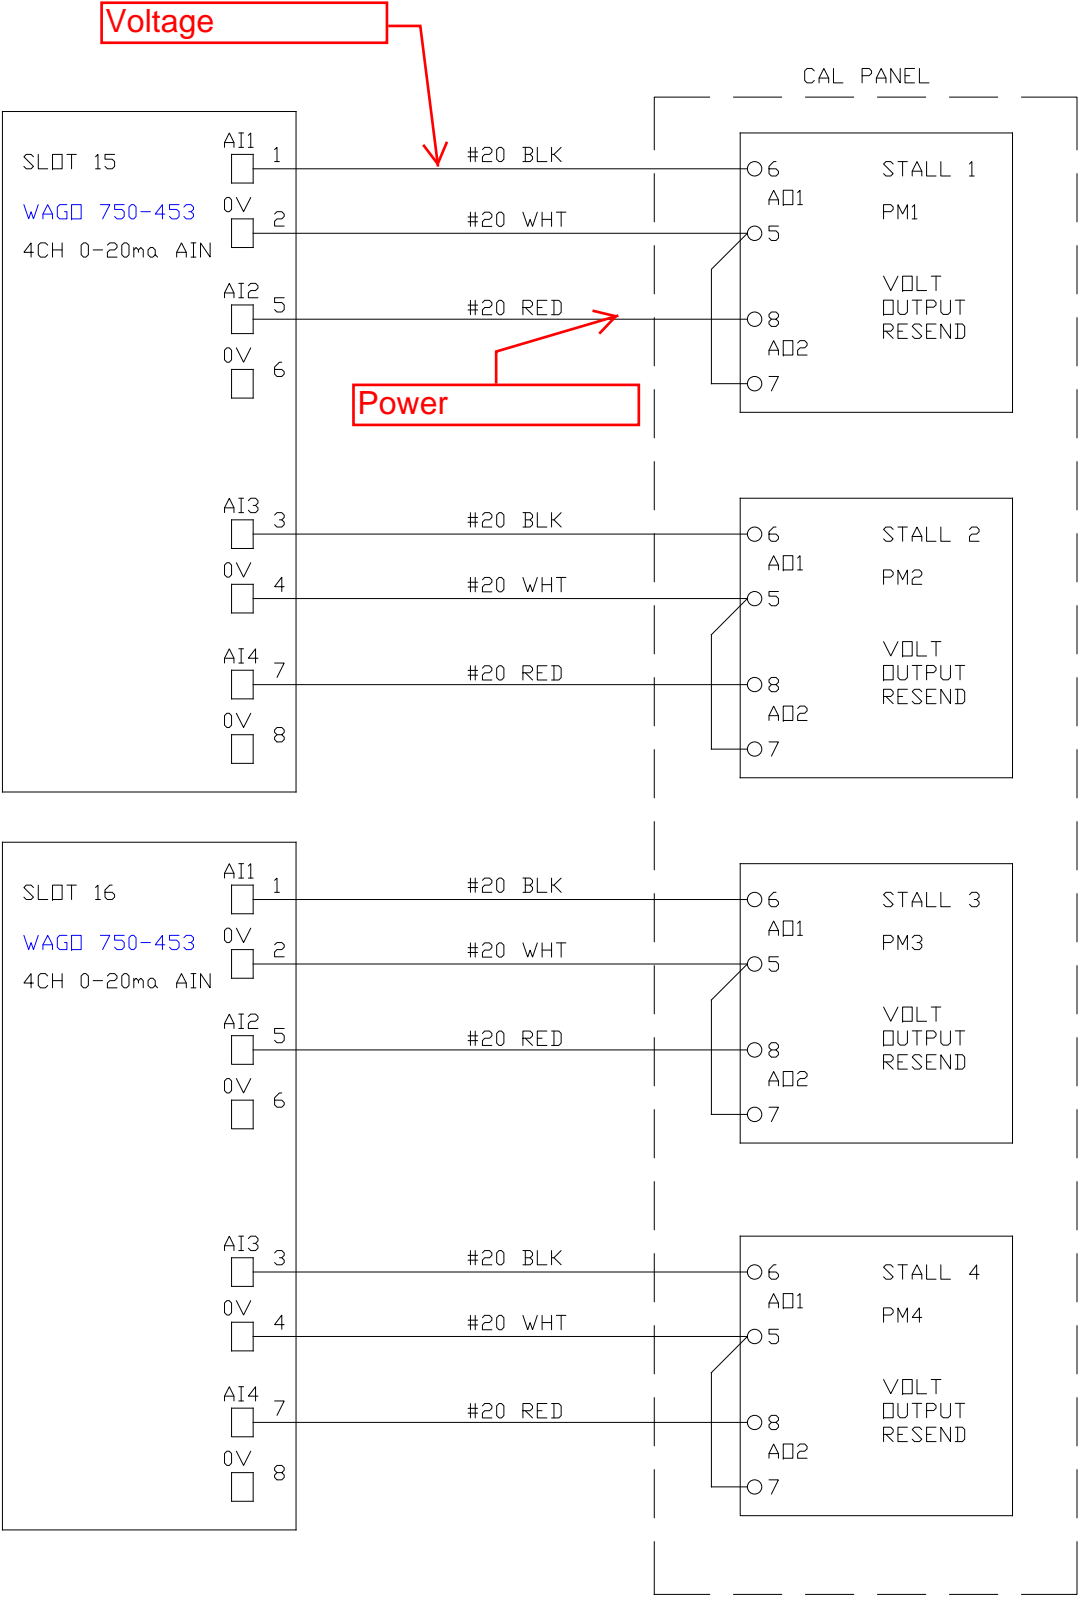 Voltage
CAL PANEL
SLOT 15
WAGO 750-453
4CH 0-20ma AIN
AI1
1
0V
2
AI2
5
0V
6
AI3
3
0V
4
AI4
7
0V
8
#20 BLK
#20 WHT
#20 RED
Power
#20 BLK
#20 WHT
#20 RED
6
AO1
5
8
AO2
7
STALL 1
PM1
VOLT
OUTPUT
RESEND
6
AO1
5
8
AO2
7
STALL 2
PM2
VOLT
OUTPUT
RESEND
SLOT 16
WAGO 750-453
4CH 0-20ma AIN
AI1
1
0V
2
AI2
5
0V
6
AI3
3
0V
4
AI4
7
0V
8
#20 BLK
#20 WHT
#20 RED
#20 BLK
#20 WHT
#20 RED
6
AO1
5
8
AO2
7
STALL 3
PM3
VOLT
OUTPUT
RESEND
6
AO1
5
8
AO2
7
STALL 4
PM4
VOLT
OUTPUT
RESEND